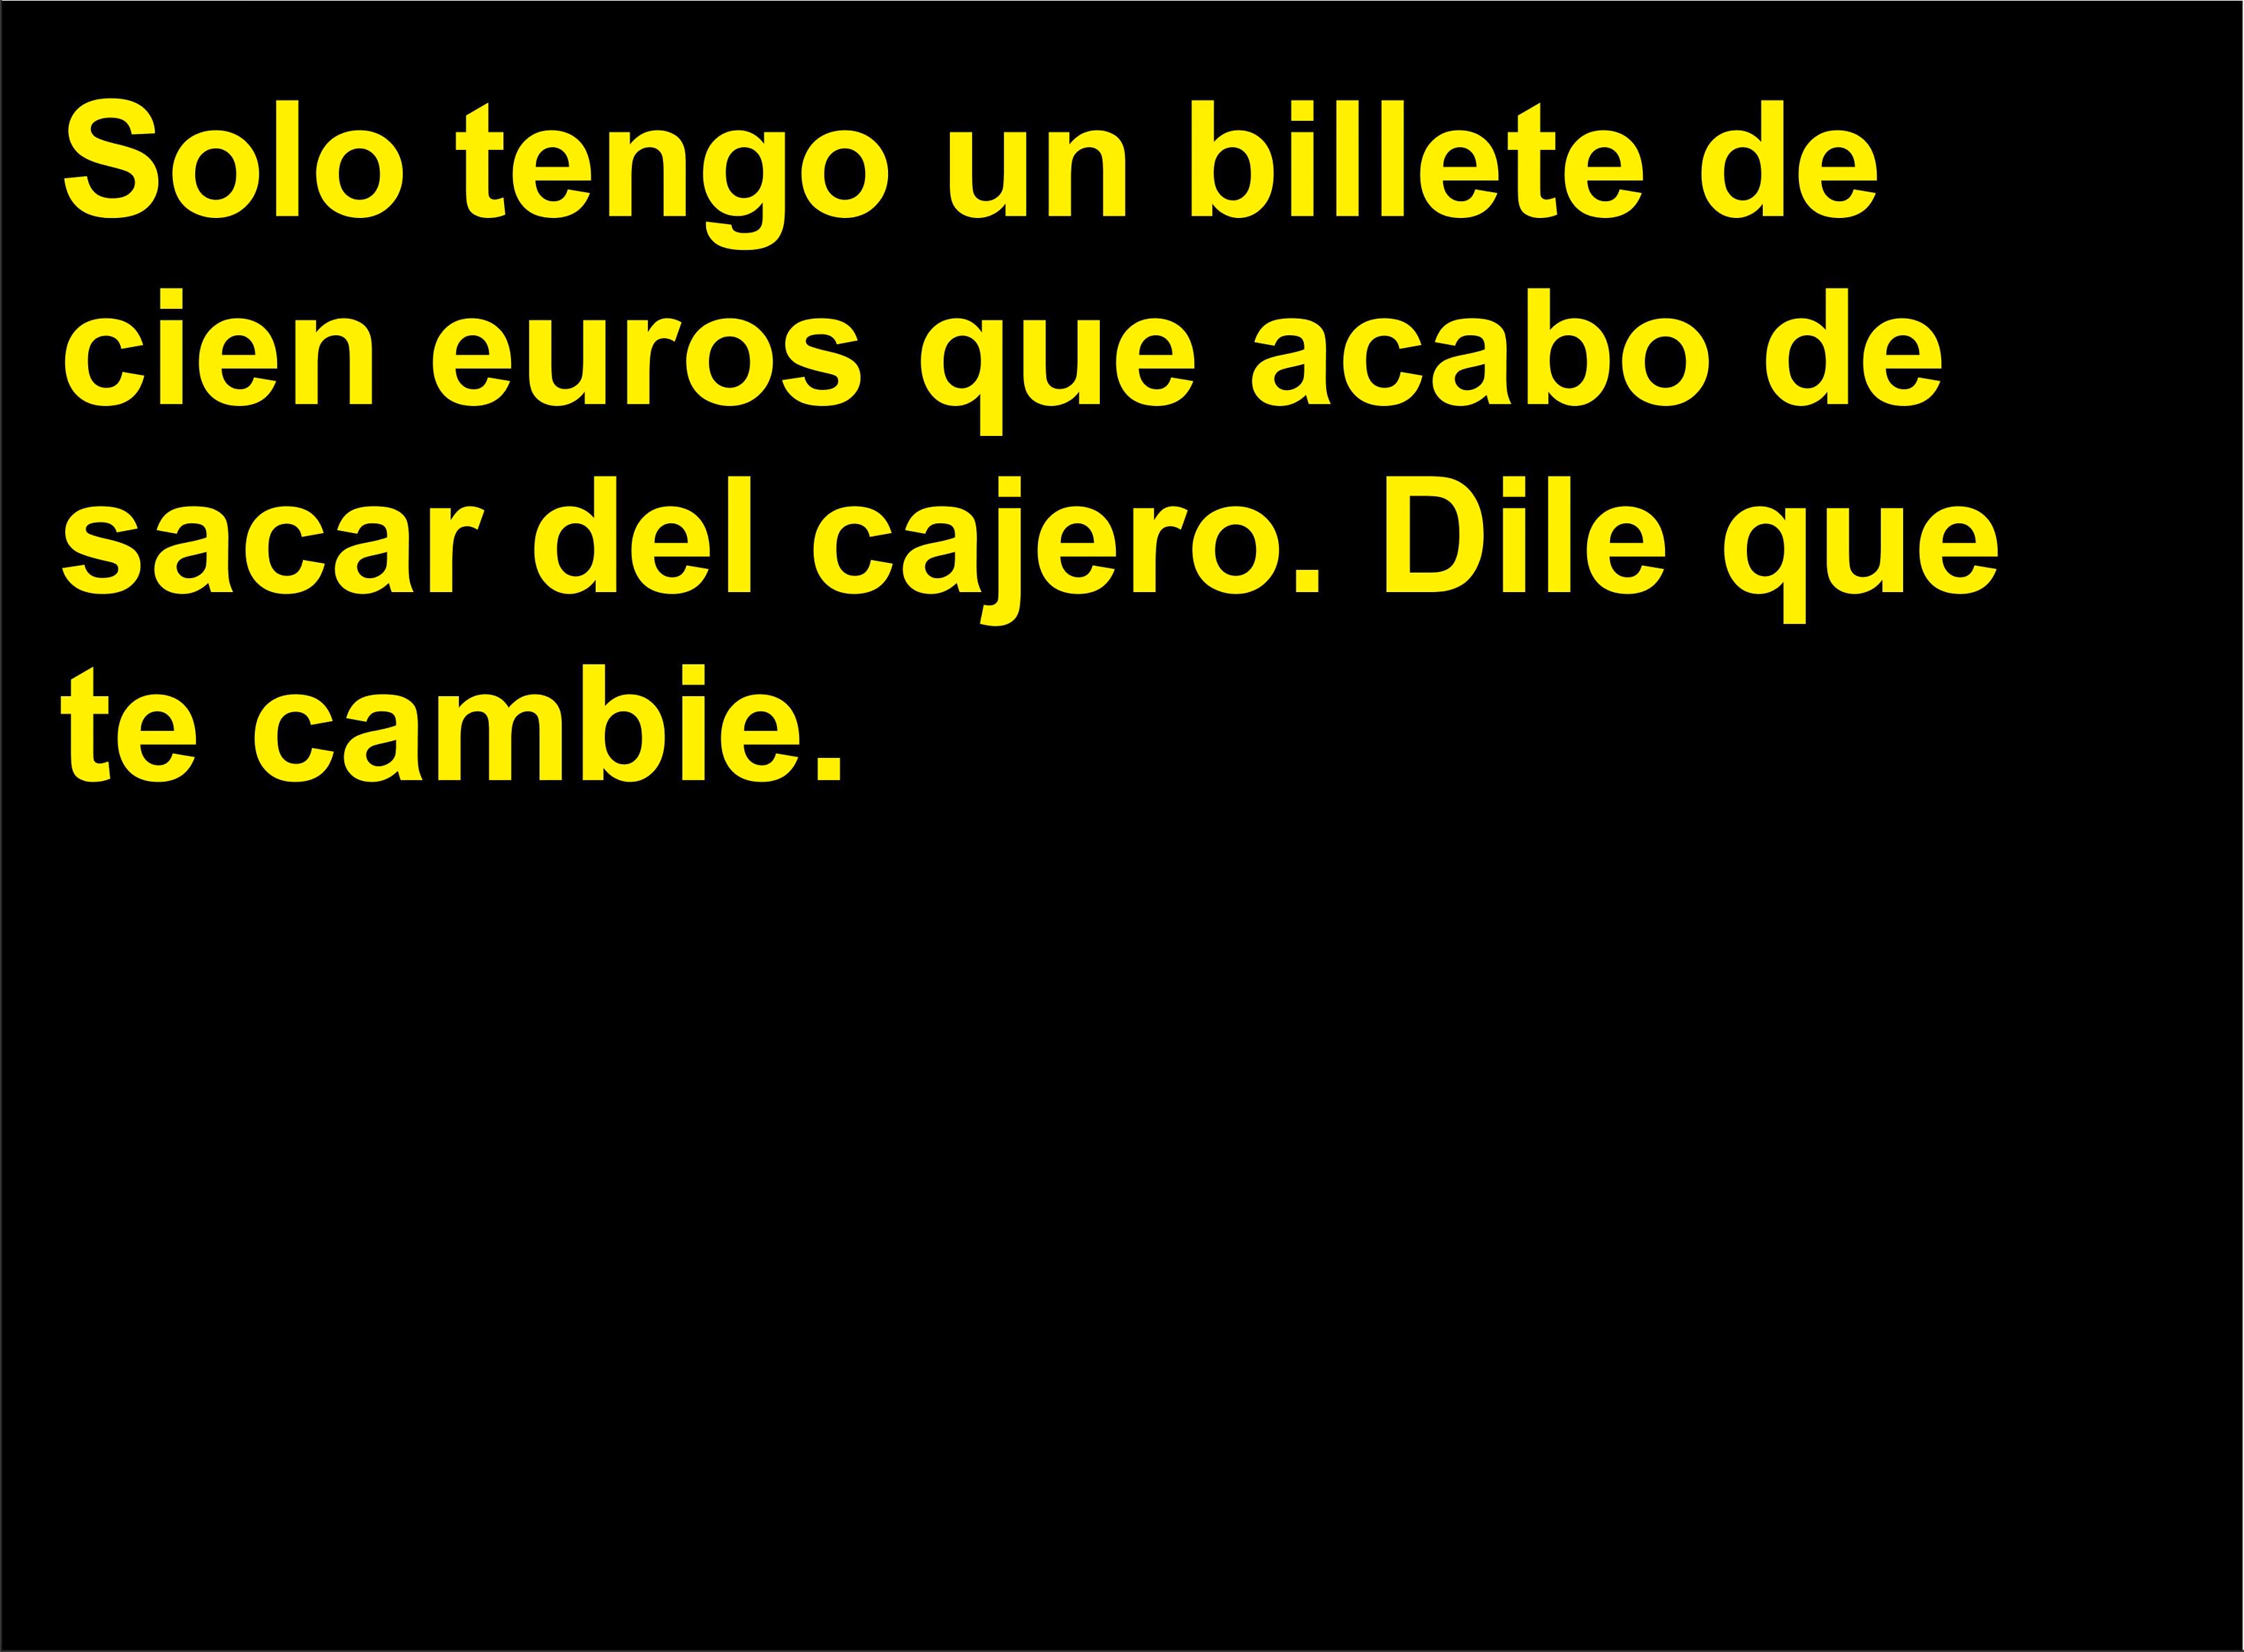 Solo tengo un billete de
cien euros que acabo de
sacar del cajero. Dile que
te cambie.